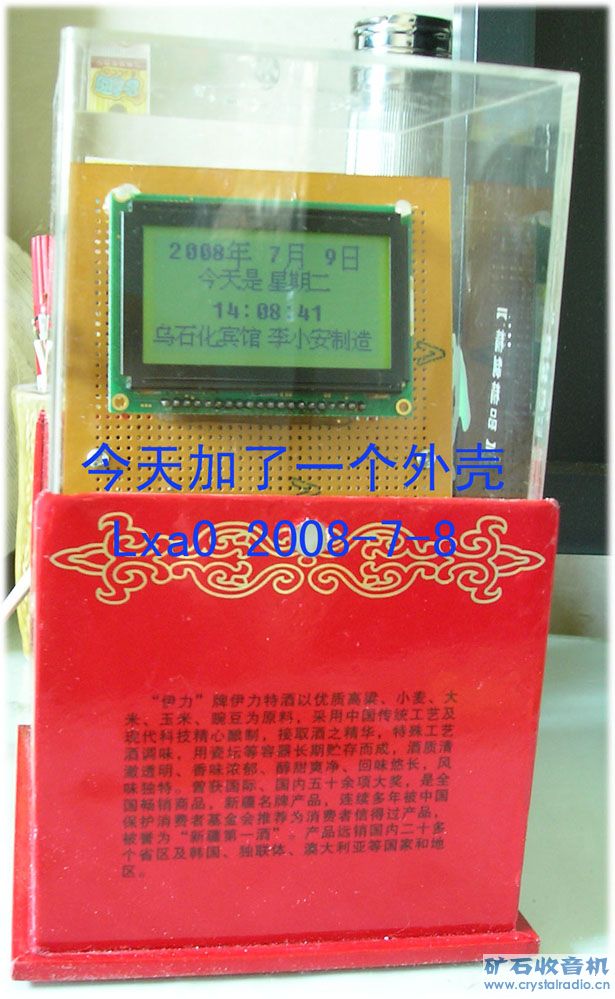 2008年 7月 9日
今天是 星期二
14:08:41
乌石化宾馆 李小安制造
今天加了一个外壳
Lxa0 2008-7-8
“伊力”牌伊力特酒以优质高粱、小麦、大
米、玉米、豌豆为原料，采用中国传统工艺及
现代科技精心酿制，接取酒之精华，特殊工艺
酒调味，用瓷坛等容器长期贮存而成，酒质清
澈透明、香味浓郁、醇甜爽净、回味悠长，风
味独特。曾获国际、国内五十余项大奖，是全
国畅销商品，新疆名牌产品，连续多年被中国
保护消费者基金会推荐为消费者信得过产品，
被誉为“新疆第一酒”。产品远销国内二十多
个省区及韩国、独联体、澳大利亚等国家和地
区。
矿石收音机
www.crystalradio.cn